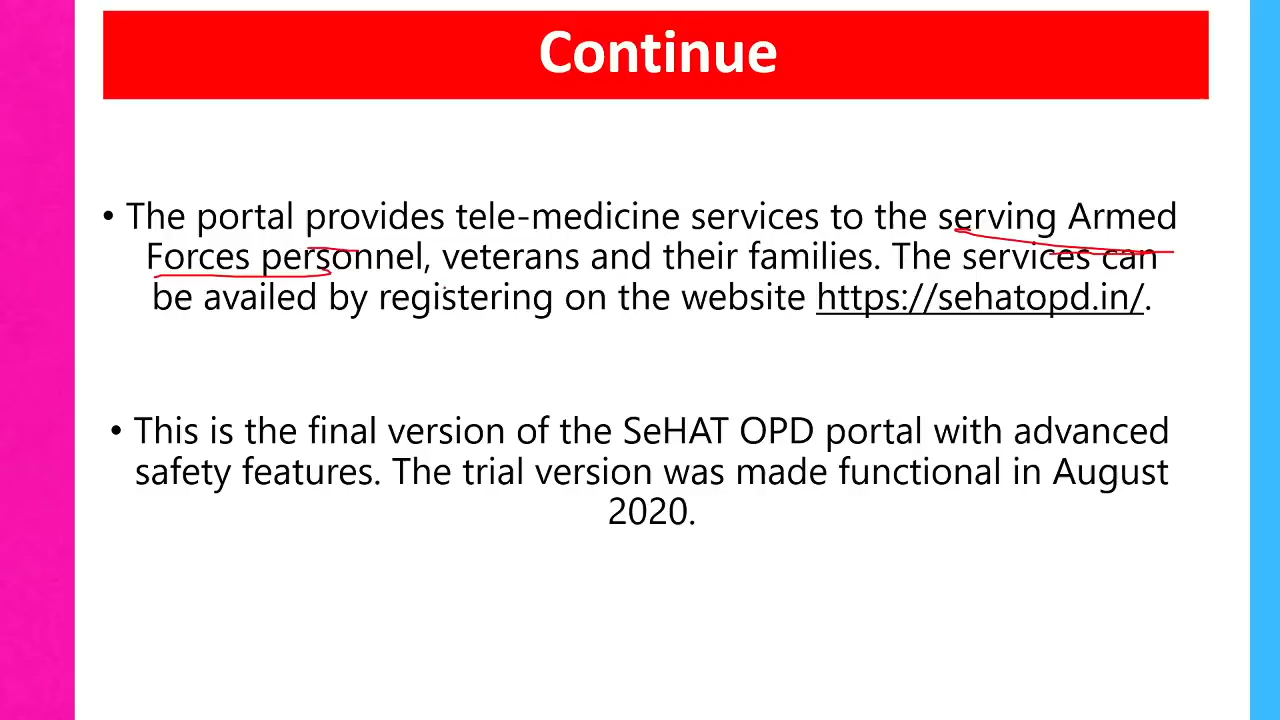 Continue
• The portal provides tele-medicine services to the serving Armed
Forces personnel, veterans and their families. The services can
be availed by registering on the website https://sehatopd.in/.
• This is the final version of the SeHAT OPD portal with advanced
safety features. The trial version was made functional in August
2020.